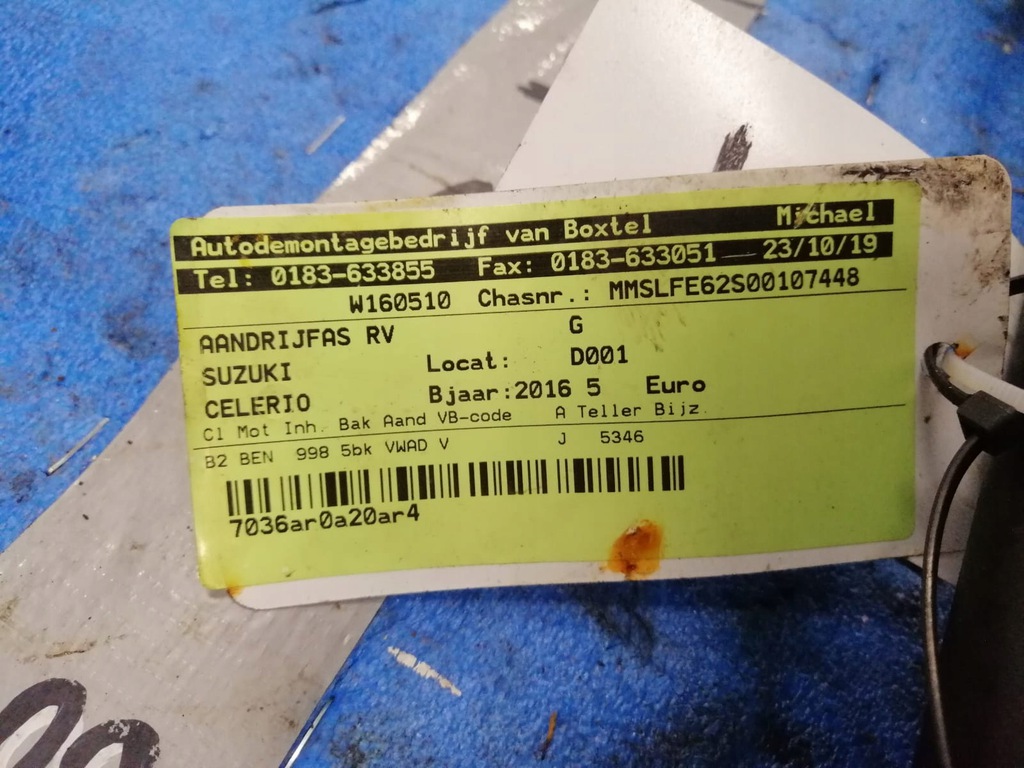 Autodemontagebedrijf van Boxtel Michael
Tel: 0183-633855 Fax: 0183-633051 23/10/19
W160510 Chasnr.: MMSLFE62S00107448
AANDRIJFAS RV G
SUZUKI Locat: D001
CELERIO Bjaar:2016 5 Euro
Cl Mot Inh. Bak Aand VB-code A Teller Bijz.
B2 BEN 998 5bk VWAD V J 5346
7036ar0a20ar4